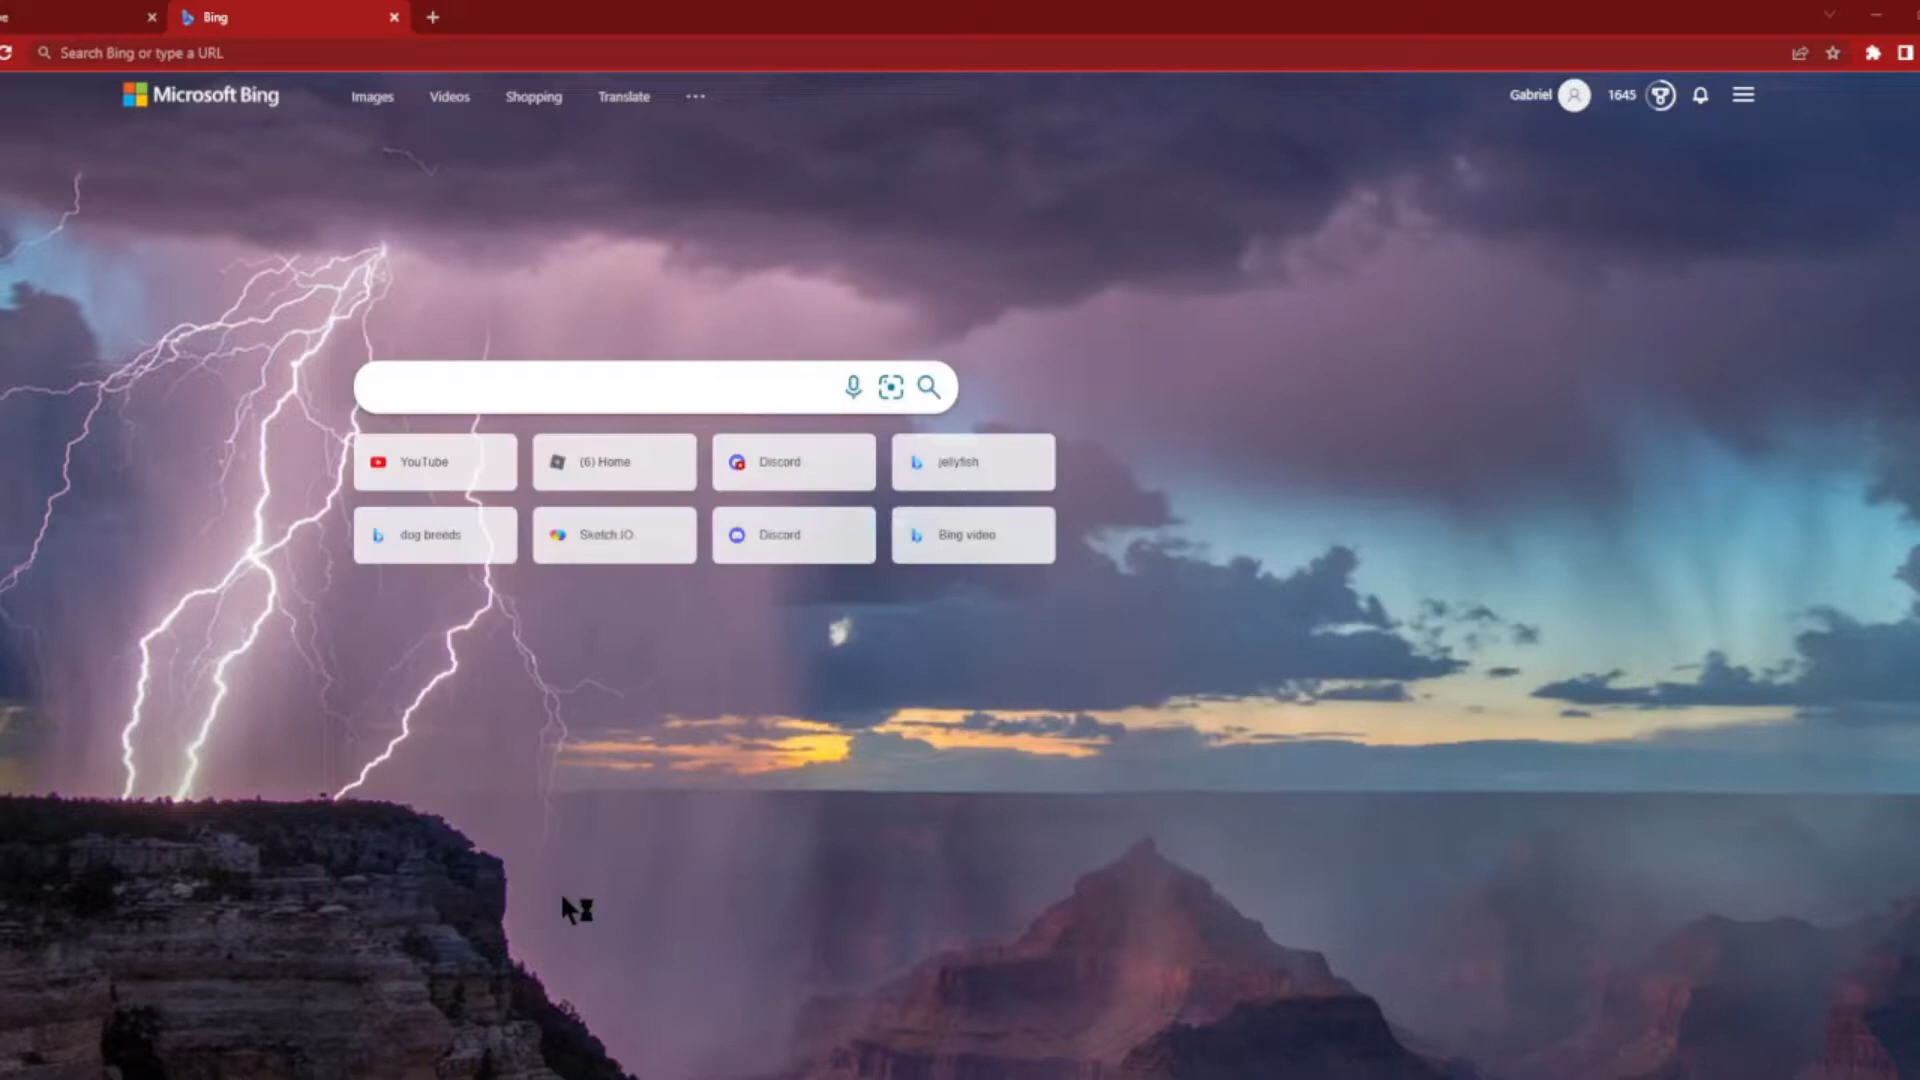 Bing
Search Bing or type a URL
Microsoft Bing
Images
Videos
Shopping
Translate
Gabriel
1645
YouTube
(6) Home
Discord
jellyfish
dog breeds
Sketch.IO
Discord
Bing video